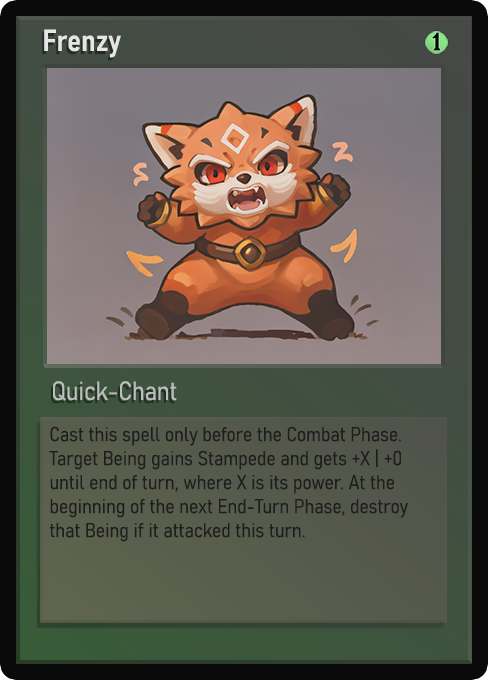 Frenzy
1
Quick-Chant
Cast this spell only before the Combat Phase.
Target Being gains Stampede and gets +X | +0
until end of turn, where X is its power. At the
beginning of the next End-Turn Phase, destroy
that Being if it attacked this turn.